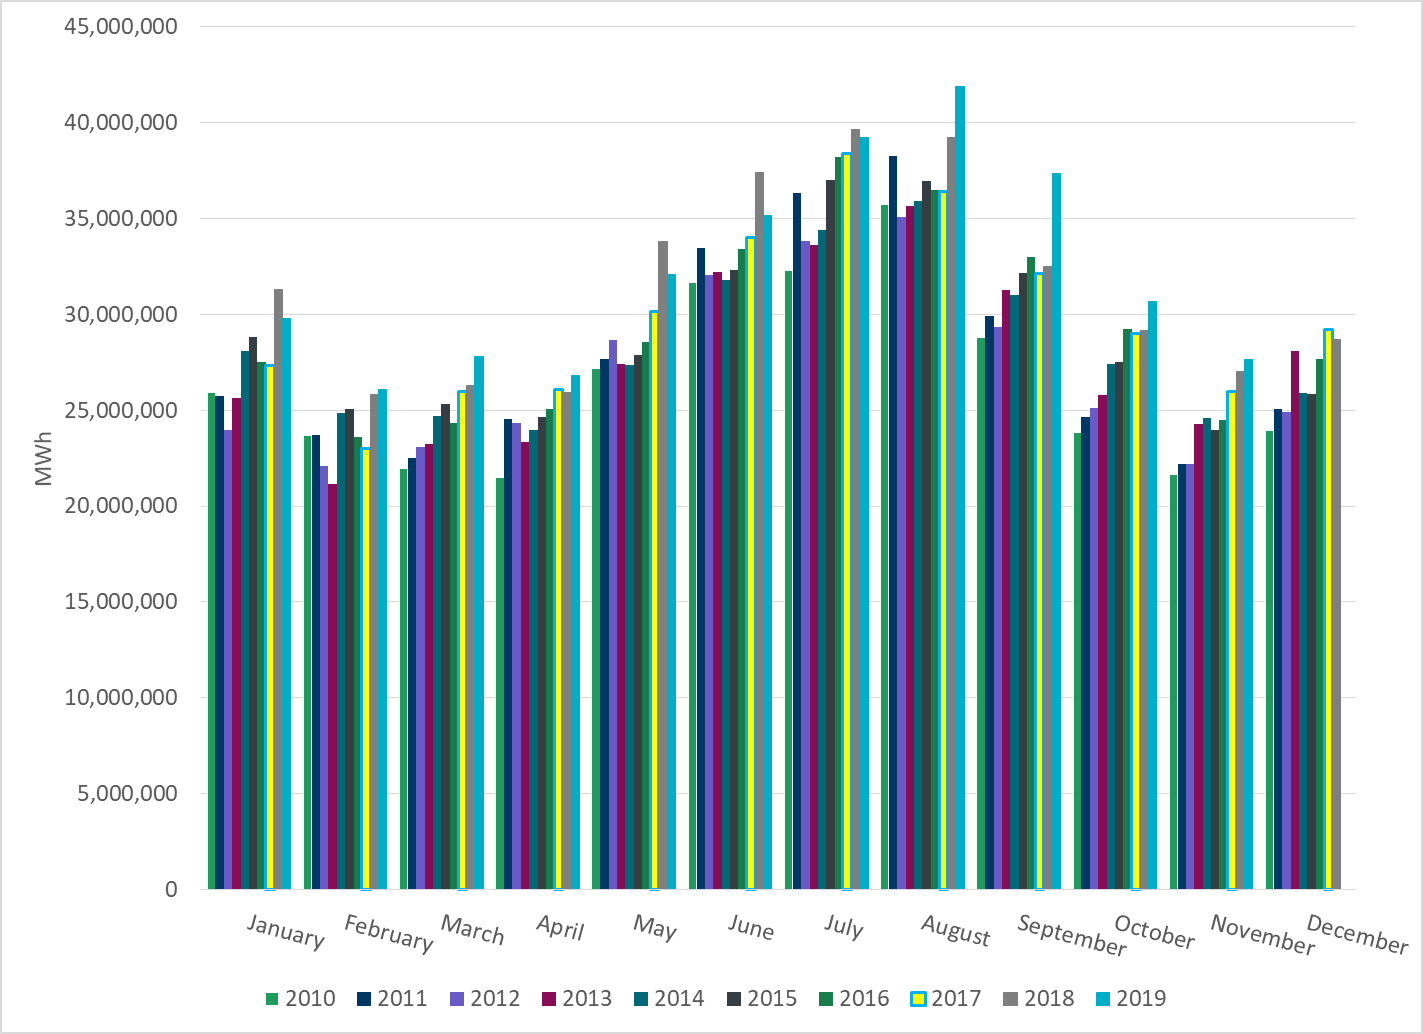 45,000,000
40,000,000
35,000,000
30,000,000
25,000,000
20,000,000
15,000,000
10,000,000
5,000,000
0
MWh
January
February
March
April
May
June
July
August
September
October
November
December
2010 2011 2012 2013 2014 2015 2016 2017 2018 2019